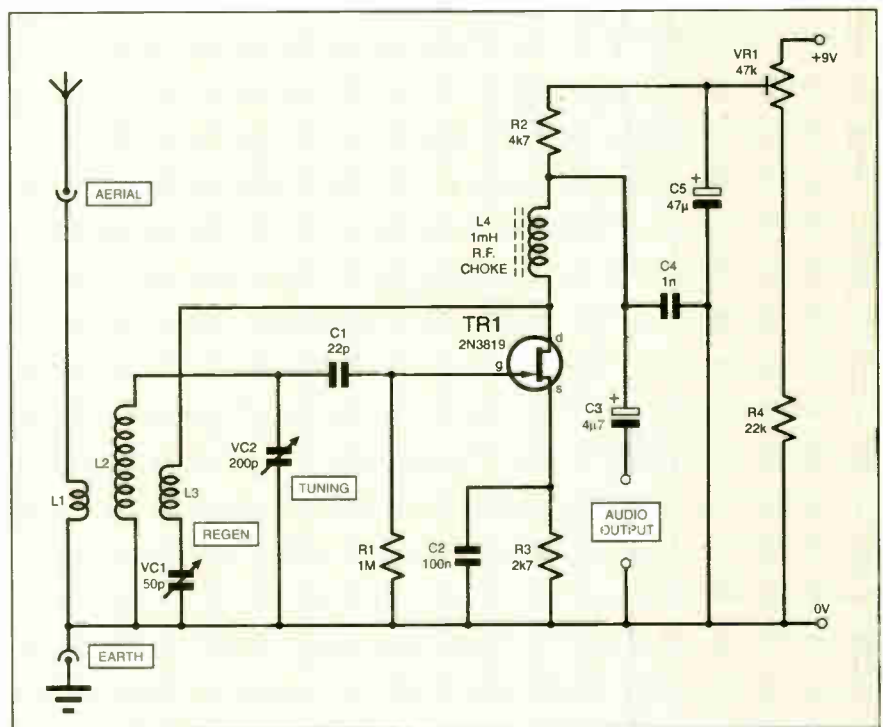 VR1
47k
+9V
R2
4k7
AERIAL
C5
+
47µ
L4
1mH
R.F.
CHOKE
C4
1n
TR1
2N3819
C1
22p
d
g
s
C3
4µ7
+
R4
22k
VC2
200p
L2
L3
TUNING
L1
REGEN
AUDIO
OUTPUT
VC1
50p
R1
1M
C2
100n
R3
2k7
0V
EARTH